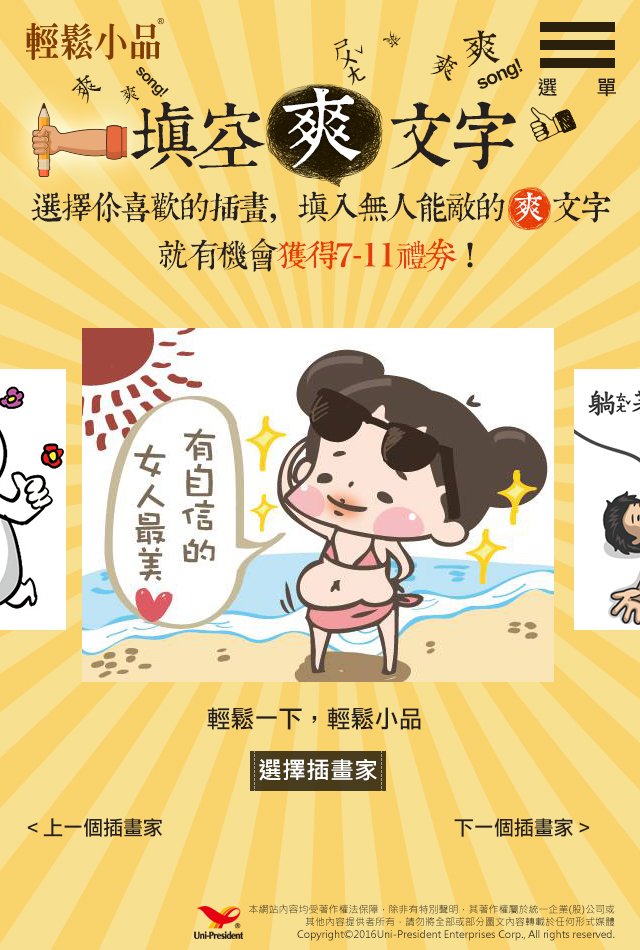 輕鬆小品®
選單
爽
song!
爽
ㄕㄨㄤ
爽
爽
爽
song!
填空爽文字
選擇你喜歡的插畫，填入無人能敵的爽文字
就有機會獲得7-11禮券！
有自信的
女人最美
躺
輕鬆一下，輕鬆小品
選擇插畫家
< 上一個插畫家
下一個插畫家 >
Uni-President
本網站內容均受著作權法保障，除非有特別聲明，其著作權屬於統一企業(股)公司或
其他內容提供者所有，請勿將全部或部分圖文內容轉載於任何形式媒體
Copyright©2016Uni-President Enterprises Corp, All rights reserved.